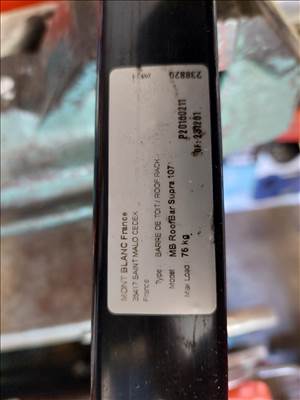 MONT BLANC France
35417 SAINT MALO CEDEX
France
Type: BARRE DE TOIT / ROOF RACK
Model MB RoofBar Supra 107
Max Load 75 kg
P20160211
238820